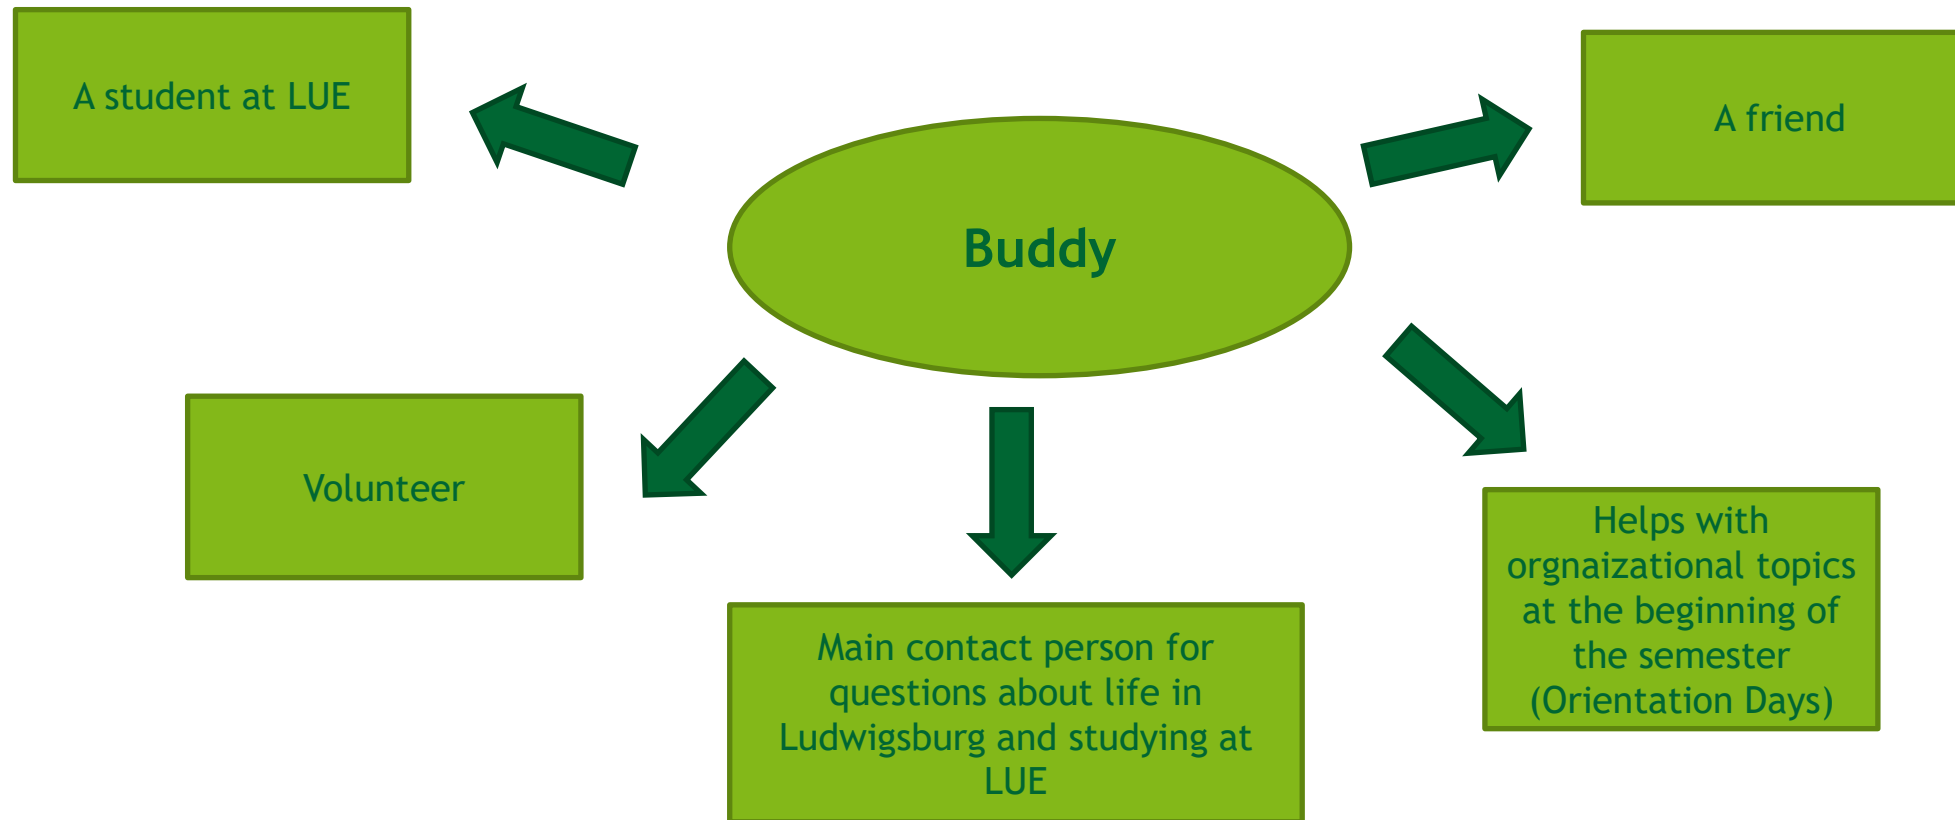 A student at LUE
A friend
Buddy
Volunteer
Main contact person for
questions about life in
Ludwigsburg and studying at
LUE
Helps with
orgnaizational topics
at the beginning of
the semester
(Orientation Days)